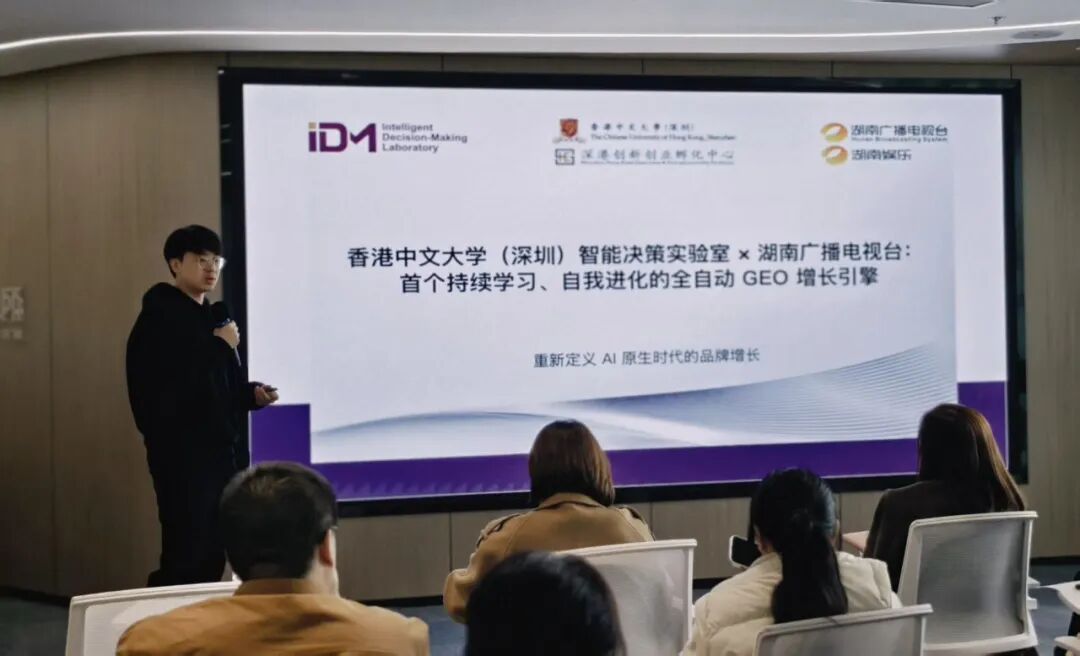 iDM Intelligent
Decision-Making
Laboratory
香港中文大學(深圳)
The Chinese University of Hong Kong, Shenzhen
深港创新创业孵化中心
湖南广播电视台
Hunan Broadcasting System
湖南娱乐
香港中文大学（深圳）智能决策实验室 × 湖南广播电视台：
首个持续学习、自我进化的全自动 GEO 增长引擎
重新定义 AI 原生时代的品牌增长